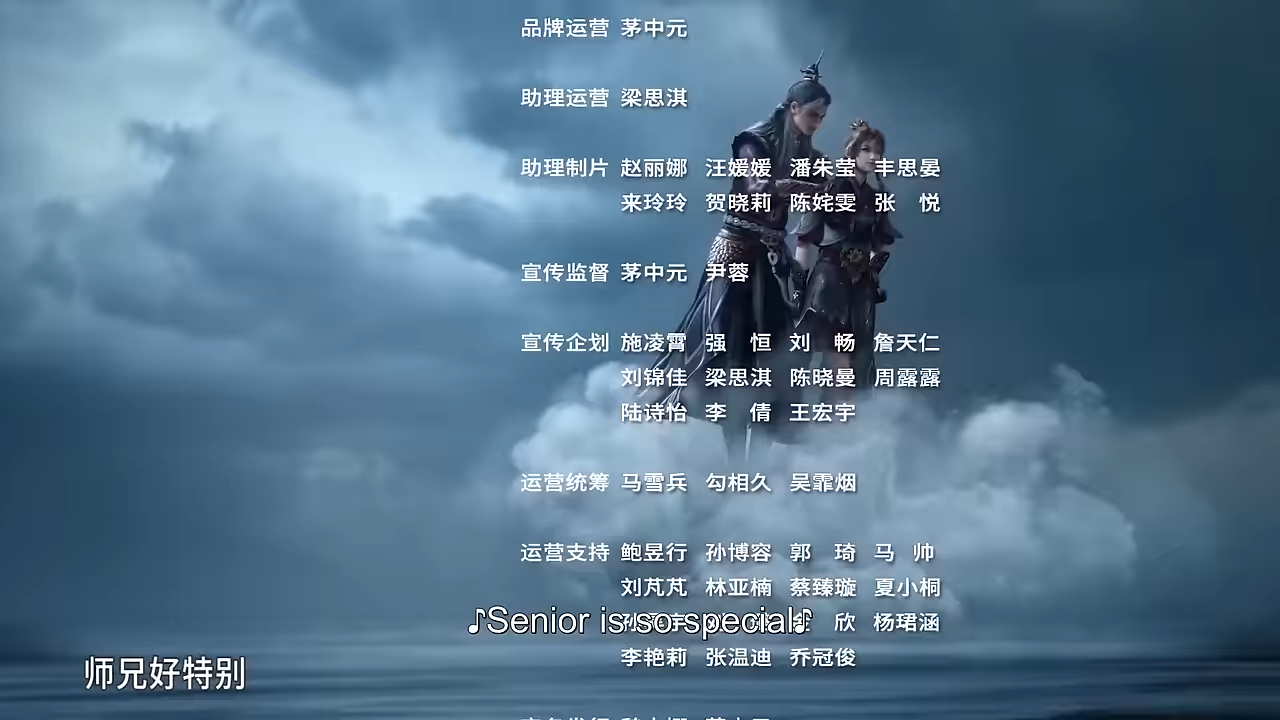 品牌运营 茅中元
助理运营 梁思淇
助理制片 赵丽娜 汪媛媛 潘朱莹 丰思晏
来玲玲 贺晓莉 陈姹雯 张 悦
宣传监督 茅中元 尹蓉
宣传企划 施凌霄 强 恒 刘 畅 詹天仁
刘锦佳 梁思淇 陈晓曼 周露露
陆诗怡 李 倩 王宏宇
运营统筹 马雪兵 勾相久 吴霏烟
运营支持 鲍昱行 孙博容 郭 琦 马 帅
刘芃芃 林亚楠 蔡臻璇 夏小桐
欣 杨珺涵
♪Senior is so special♪
李艳莉 张温迪 乔冠俊
师兄好特别